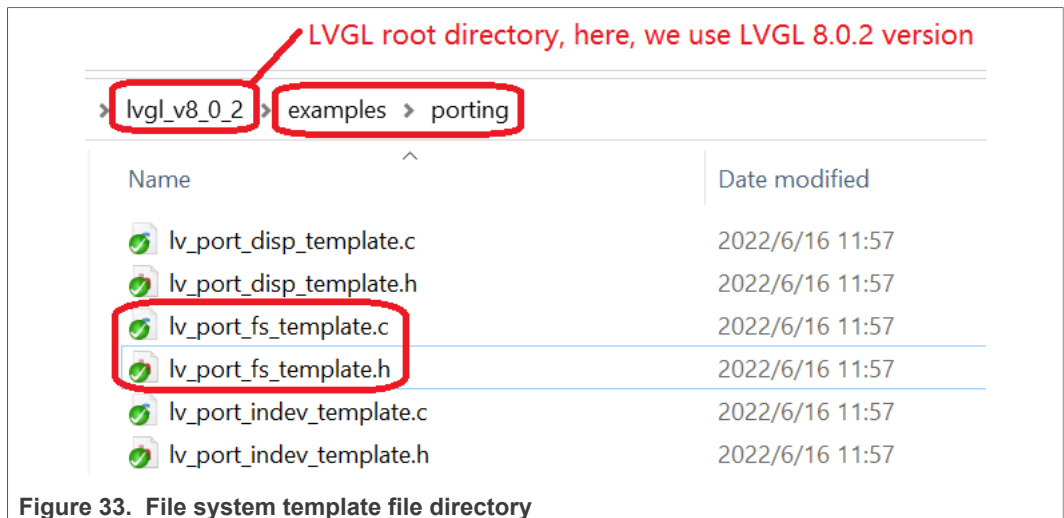 LVGL root directory, here, we use LVGL 8.0.2 version
> lvgl_v8_0_2 > examples > porting
Name Date modified
lv_port_disp_template.c 2022/6/16 11:57
lv_port_disp_template.h 2022/6/16 11:57
lv_port_fs_template.c 2022/6/16 11:57
lv_port_fs_template.h 2022/6/16 11:57
lv_port_indev_template.c 2022/6/16 11:57
lv_port_indev_template.h 2022/6/16 11:57
Figure 33. File system template file directory